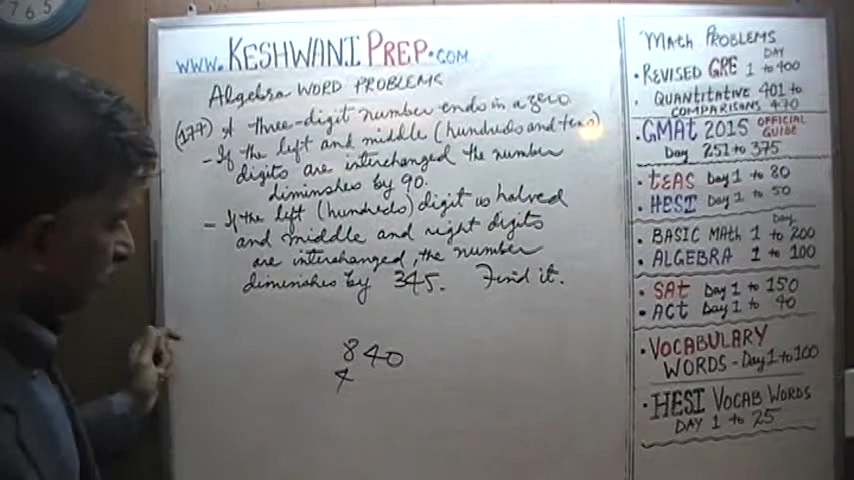 7 6 5
WWW. KESHWANI PREP.COM
Algebra WORD PROBLEMS
(177) A three-digit number ends in a zero
- If the left and middle (hundreds and tens)
digits are interchanged the number
diminshes by 90.
- If the left (hundreds) digit is halved
and middle and right digits
are interchanged, the number
diminishes by 345. Find it.
840
4
Math PROBLEMS
DAY
• REVISED GRE 1 to 400
• QUANTITATIVE 401 to
COMPARISONS 470
• GMAT 2015 OFFICIAL GUIDE
Day 251 to 375
• TEAS Day 1 to 80
• HESI Day 1 to 50
Day
• BASIC MATH 1 to 200
• ALGEBRA 1 to 100
• SAT Day 1 to 150
• ACT Day 1 to 40
• VOCABULARY
WORDS - Day 1 to 100
• HESI VOCAB WORDS
DAY 1 to 25